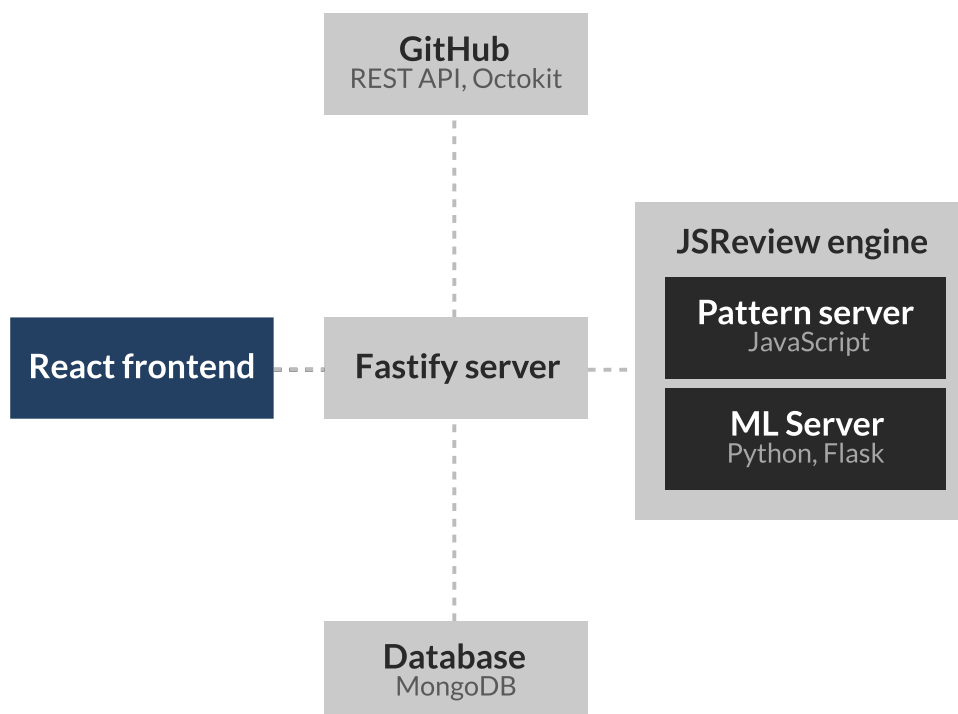 GitHub
REST API, Octokit
JSReview engine
Pattern server
JavaScript
React frontend
Fastify server
ML Server
Python, Flask
Database
MongoDB